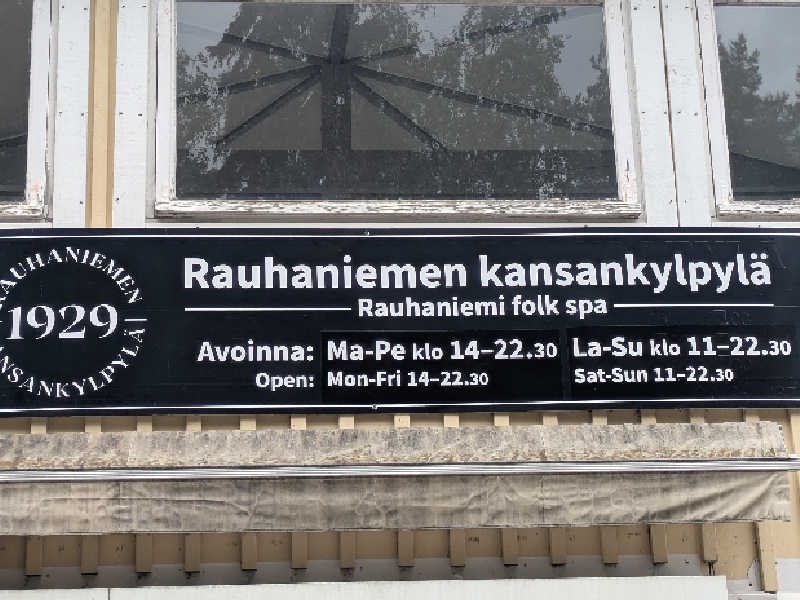 RAUHANIEMEN
1929
KANSANKYLPYLÄ
Rauhaniemen kansankylpylä
Rauhaniemi folk spa
Avoinna: Ma-Pe klo 14–22.30 La-Su klo 11–22.30
Open: Mon-Fri 14–22.30 Sat-Sun 11–22.30